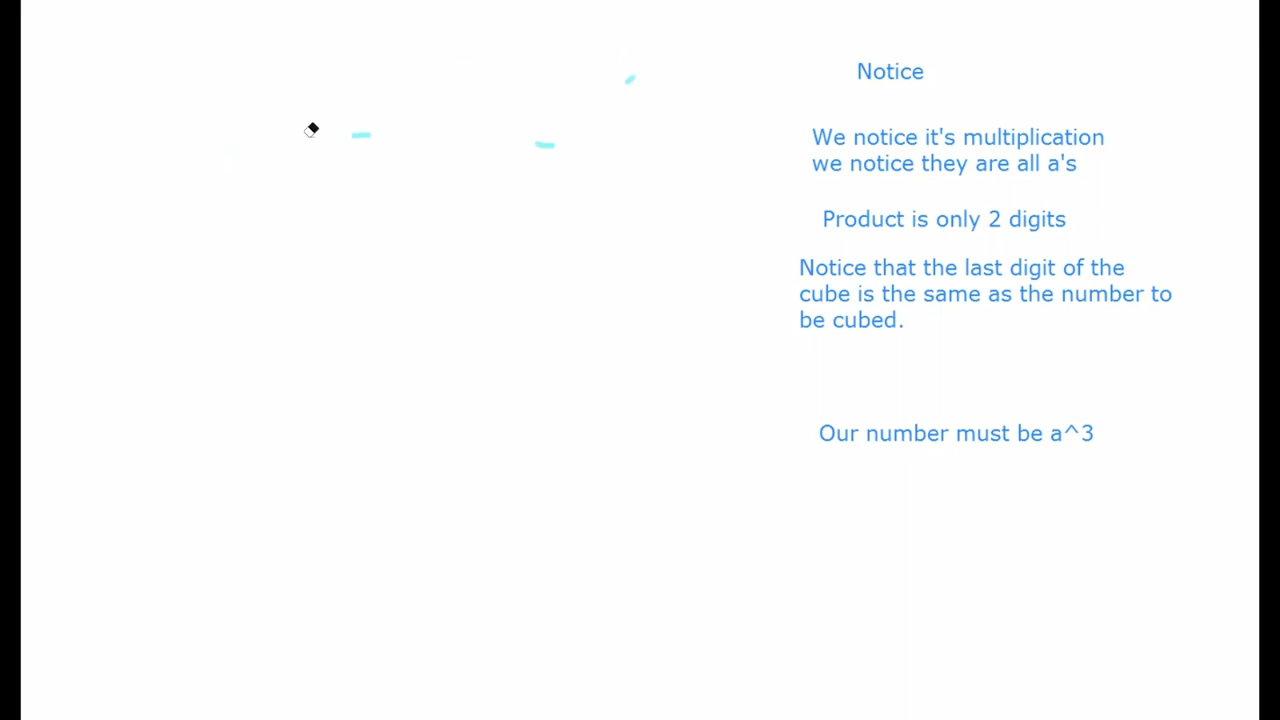 Notice
We notice it's multiplication
we notice they are all a's
Product is only 2 digits
Notice that the last digit of the
cube is the same as the number to
be cubed.
Our number must be a^3